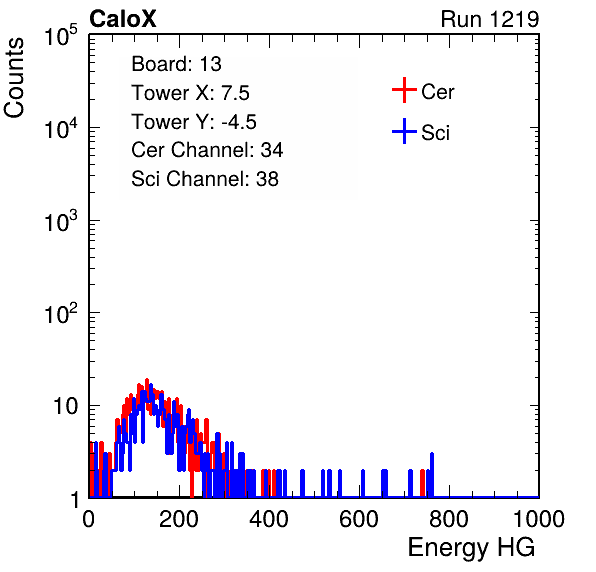 CaloX Run 1219
Counts
Board: 13
Tower X: 7.5
Tower Y: -4.5
Cer Channel: 34
Sci Channel: 38
Cer
Sci
10^5
10^4
10^3
10^2
10
1
0 200 400 600 800 1000
Energy HG